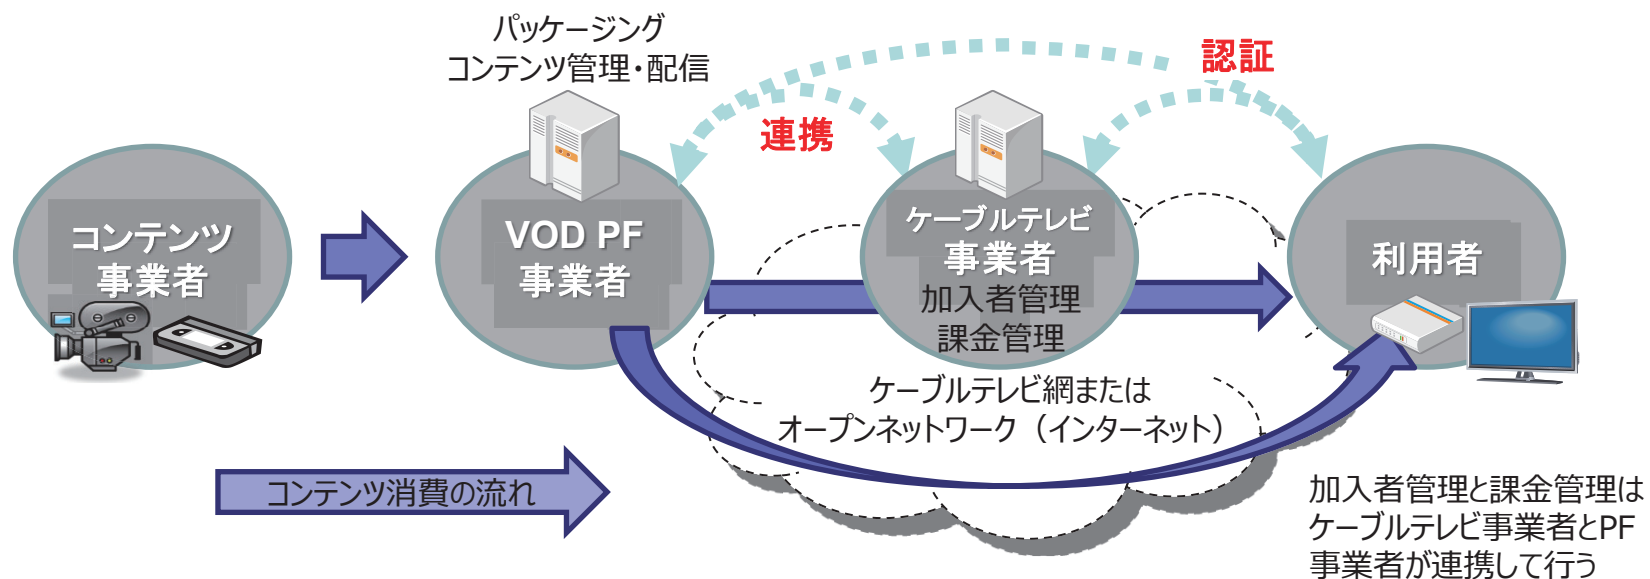 パッケージング
コンテンツ管理・配信
認証
連携
コンテンツ
事業者
VOD PF
事業者
ケーブルテレビ
事業者
加入者管理
課金管理
利用者
ケーブルテレビ網または
オープンネットワーク（インターネット）
コンテンツ消費の流れ
加入者管理と課金管理は
ケーブルテレビ事業者とPF
事業者が連携して行う